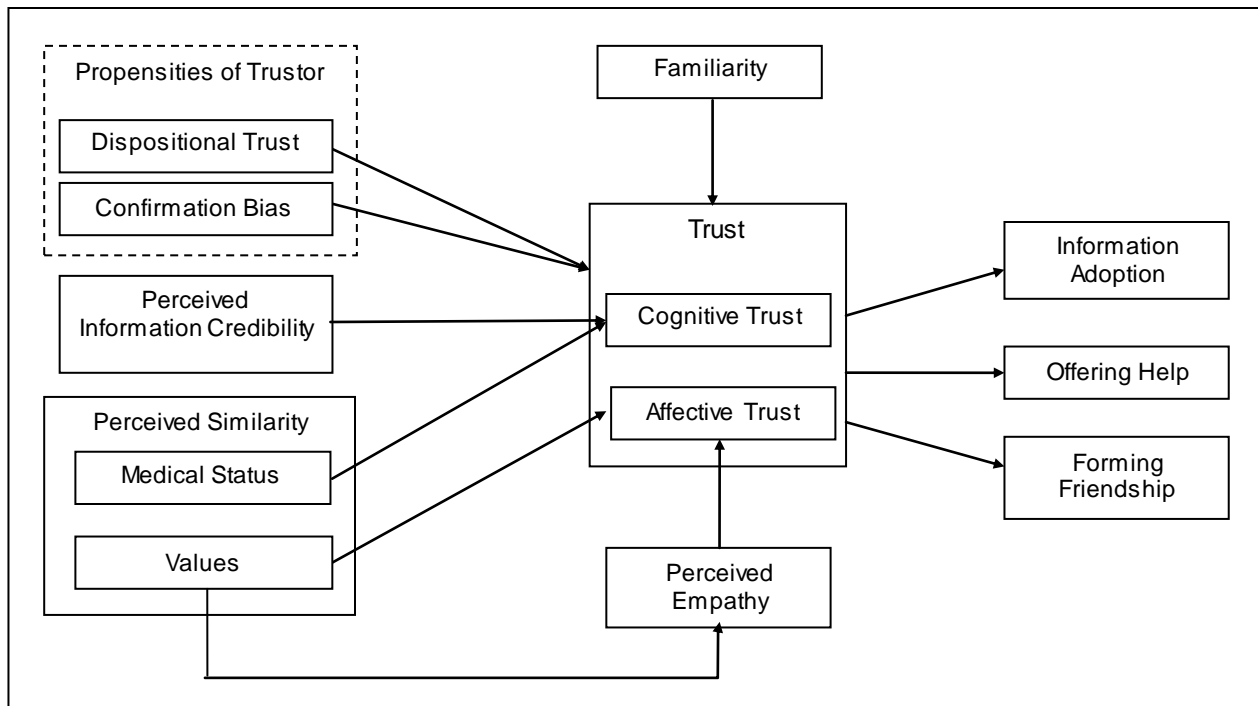 Propensities of Trustor
Dispositional Trust
Confirmation Bias
Perceived
Information Credibility
Perceived Similarity
Medical Status
Values
Familiarity
Trust
Cognitive Trust
Affective Trust
Perceived
Empathy
Information
Adoption
Offering Help
Forming
Friendship